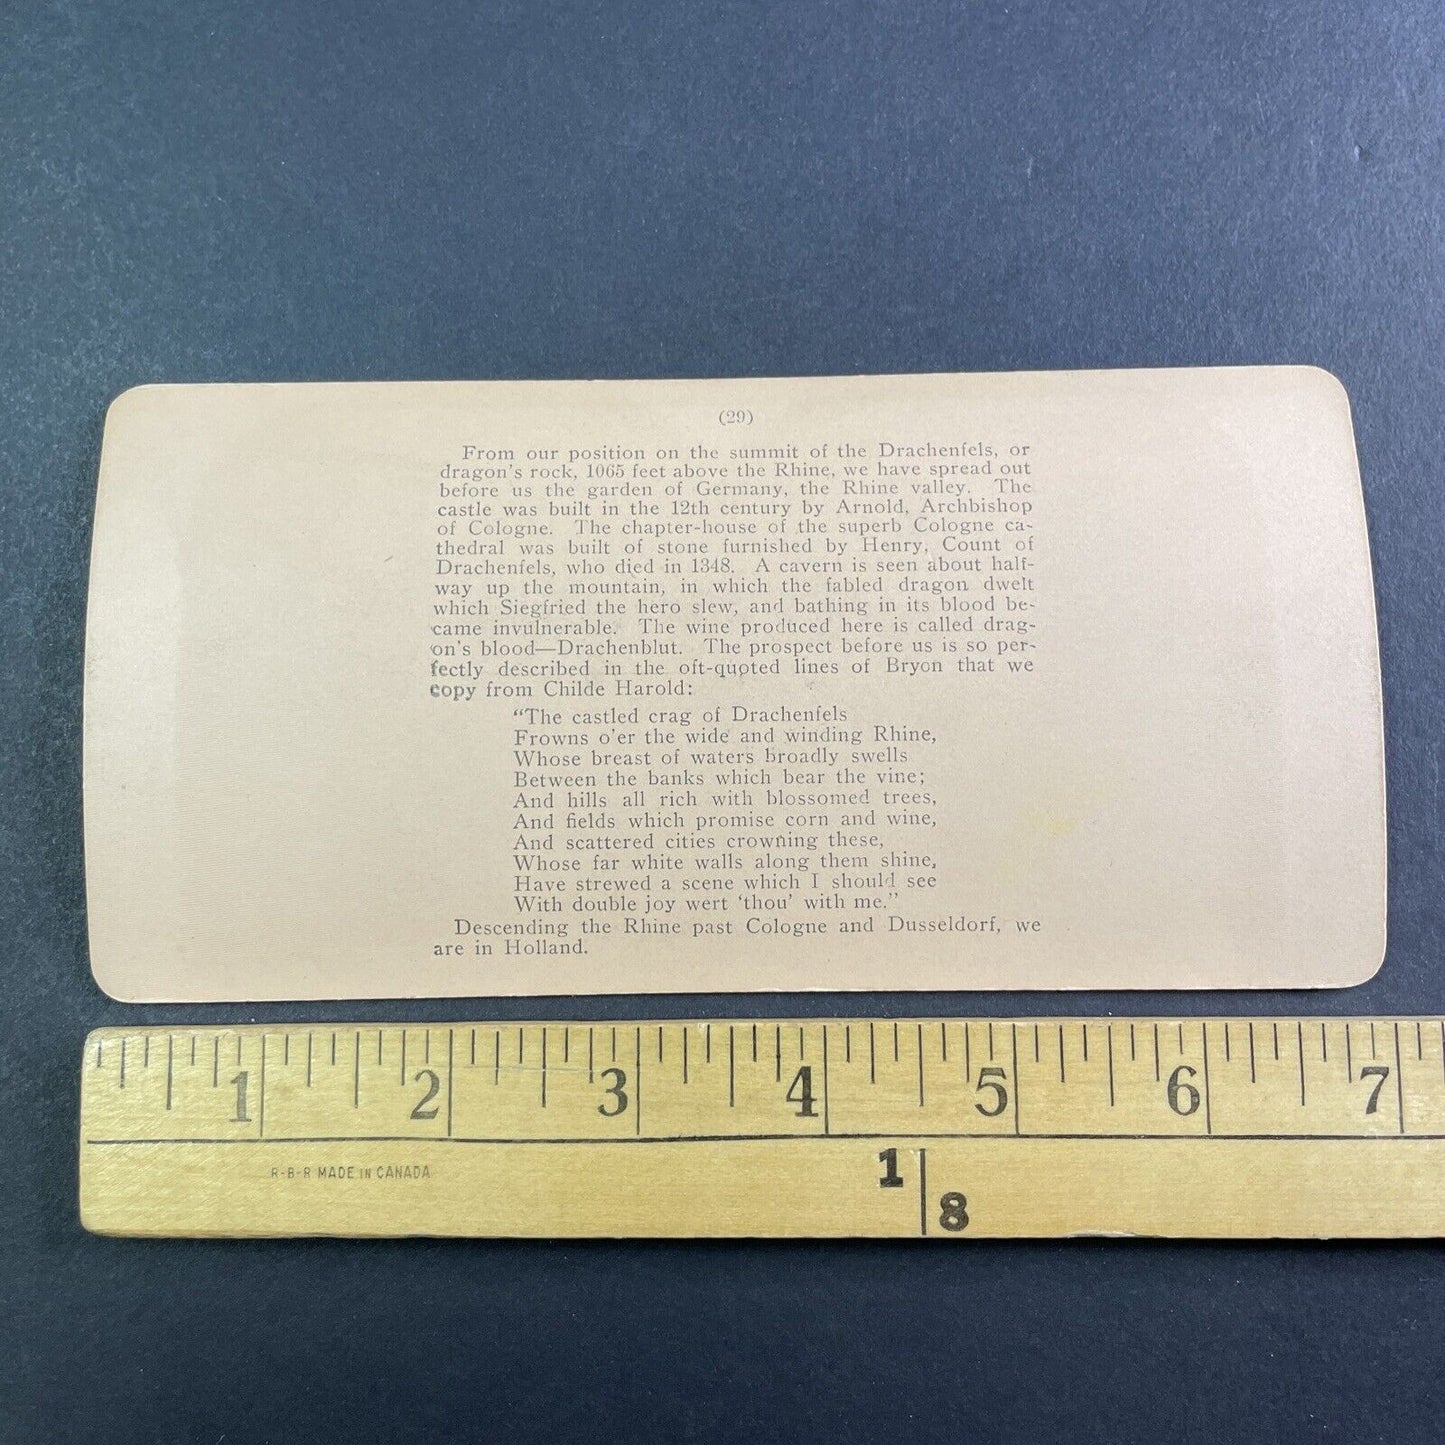 (29)
From our position on the summit of the Drachenfels, or
dragon's rock, 1065 feet above the Rhine, we have spread out
before us the garden of Germany, the Rhine valley. The
castle was built in the 12th century by Arnold, Archbishop
of Cologne. The chapter-house of the superb Cologne ca-
thedral was built of stone furnished by Henry, Count of
Drachenfels, who died in 1348. A cavern is seen about half-
way up the mountain, in which the fabled dragon dwelt
which Siegfried the hero slew, and bathing in its blood be-
came invulnerable. The wine produced here is called drag-
on's blood—Drachenblut. The prospect before us is so per-
fectly described in the oft-quoted lines of Bryon that we
copy from Childe Harold:
"The castled crag of Drachenfels
Frowns o'er the wide and winding Rhine,
Whose breast of waters broadly swells
Between the banks which bear the vine;
And hills all rich with blossomed trees,
And fields which promise corn and wine,
And scattered cities crowning these,
Whose far white walls along them shine,
Have strewed a scene which I should see
With double joy wert 'thou' with me."
Descending the Rhine past Cologne and Dusseldorf, we
are in Holland.
1 2 3 4 5 6 7
R-B-R MADE IN CANADA
1
8